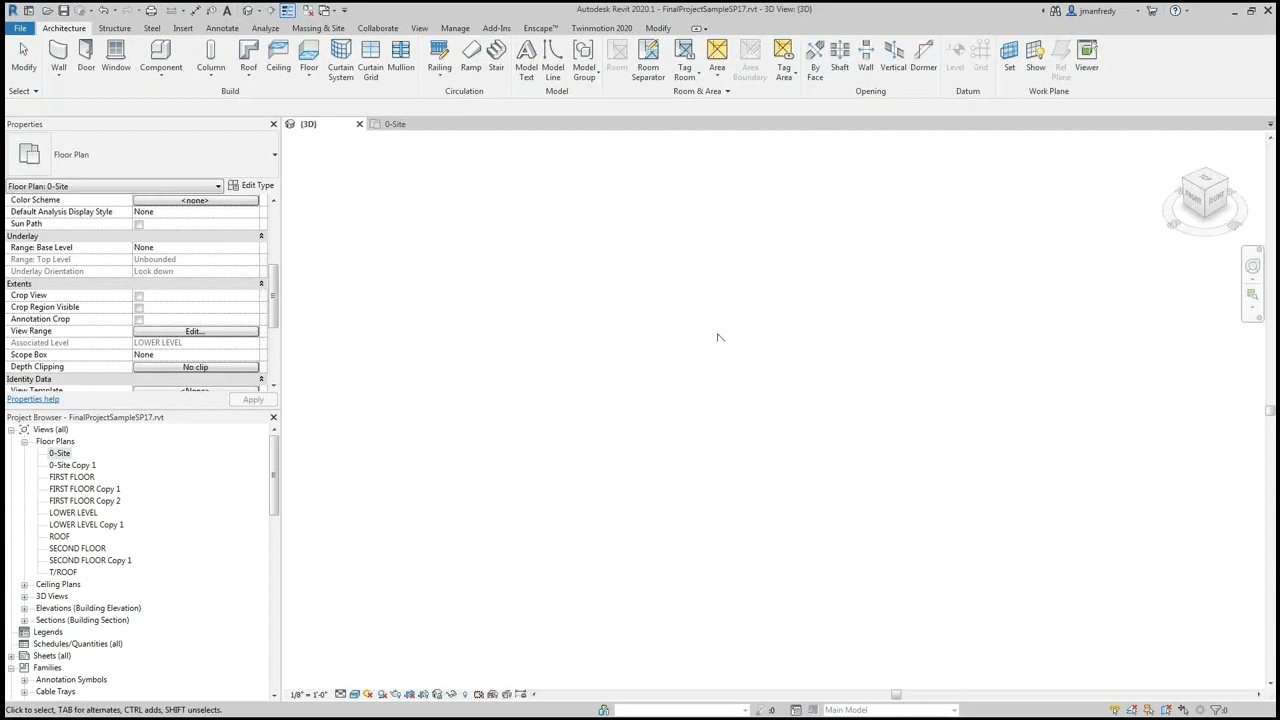 Autodesk Revit 2020.1 - FinalProjectSampleSP17.rvt - 3D View: {3D}
jmanfredy
File Architecture Structure Steel Insert Annotate Analyze Massing & Site Collaborate View Manage Add-Ins Enscape™ Twinmotion 2020 Modify
Modify Wall Door Window Component Column Roof Ceiling Floor Curtain System Curtain Grid Mullion Railing Ramp Stair Model Text Model Line Model Group Room Room Separator Tag Room Area Area Boundary Tag Area By Face Shaft Wall Vertical Dormer Level Grid Set Show Ref Plane Viewer
Select Build Circulation Model Room & Area Opening Datum Work Plane
Properties
{3D} 0-Site
Floor Plan
Floor Plan: 0-Site Edit Type
Color Scheme <none>
Default Analysis Display Style None
Sun Path
Underlay
Range: Base Level None
Range: Top Level Unbounded
Underlay Orientation Look down
Extents
Crop View
Crop Region Visible
Annotation Crop
View Range Edit...
Associated Level LOWER LEVEL
Scope Box None
Depth Clipping No clip
Identity Data
View Template <None>
Properties help Apply
Project Browser - FinalProjectSampleSP17.rvt
Views (all)
Floor Plans
0-Site
0-Site Copy 1
FIRST FLOOR
FIRST FLOOR Copy 1
FIRST FLOOR Copy 2
LOWER LEVEL
LOWER LEVEL Copy 1
ROOF
SECOND FLOOR
SECOND FLOOR Copy 1
T/ROOF
Ceiling Plans
3D Views
Elevations (Building Elevation)
Sections (Building Section)
Legends
Schedules/Quantities (all)
Sheets (all)
Families
Annotation Symbols
Cable Trays
TOP
FRONT
RIGHT
1/8" = 1'-0"
Click to select, TAB for alternates, CTRL adds, SHIFT unselects. :0 Main Model :0